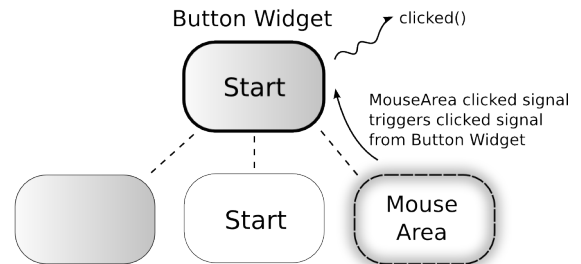 Button Widget
clicked()
Start
MouseArea clicked signal
triggers clicked signal
from Button Widget
Start
Mouse
Area